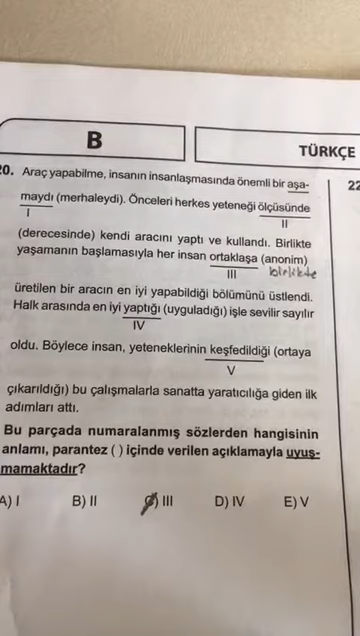 B
TÜRKÇE
20. Araç yapabilme, insanın insanlaşmasında önemli bir aşa-
maydı (merhaleydi). Önceleri herkes yeteneği ölçüsünde
I II
(derecesinde) kendi aracını yaptı ve kullandı. Birlikte
yaşamanın başlamasıyla her insan ortaklaşa (anonim)
III birlikte
üretilen bir aracın en iyi yapabildiği bölümünü üstlendi.
Halk arasında en iyi yaptığı (uyguladığı) işle sevilir sayılır
IV
oldu. Böylece insan, yeteneklerinin keşfedildiği (ortaya
V
çıkarıldığı) bu çalışmalarla sanatta yaratıcılığa giden ilk
adımları attı.
Bu parçada numaralanmış sözlerden hangisinin
anlamı, parantez ( ) içinde verilen açıklamayla uyuş-
mamaktadır?
A) I B) II C) III D) IV E) V
22